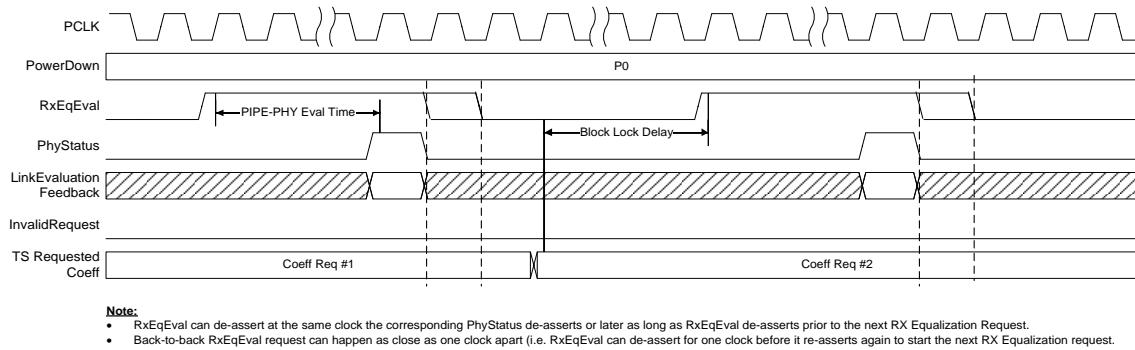 PCLK
PowerDown
P0
RxEqEval
PIPE-PHY Eval Time
Block Lock Delay
PhyStatus
LinkEvaluation
Feedback
InvalidRequest
TS Requested
Coeff
Coeff Req #1
Coeff Req #2
Note:
• RxEqEval can de-assert at the same clock the corresponding PhyStatus de-asserts or later as long as RxEqEval de-asserts prior to the next RX Equalization Request.
• Back-to-back RxEqEval request can happen as close as one clock apart (i.e. RxEqEval can de-assert for one clock before it re-asserts again to start the next RX Equalization request.